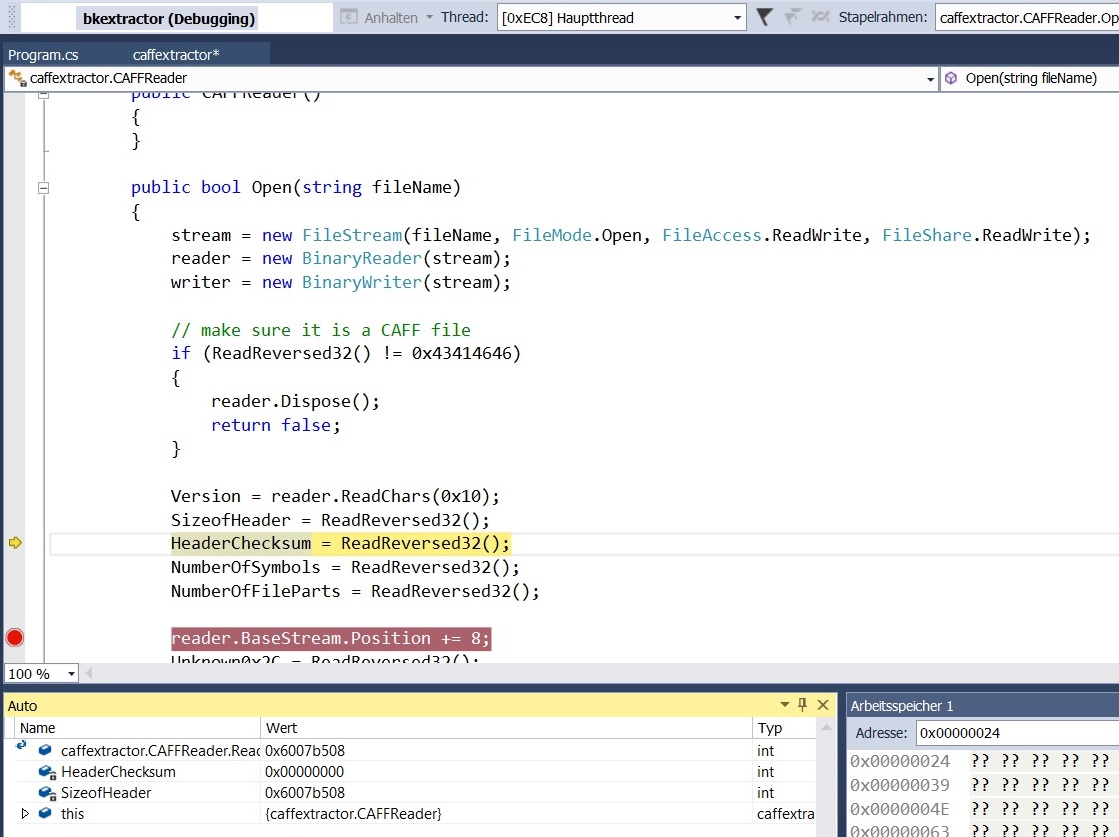 bkextractor (Debugging) Anhalten Thread: [0xEC8] Hauptthread Stapelrahmen: caffextractor.CAFFReader.Op
Program.cs caffextractor*
caffextractor.CAFFReader Open(string fileName)
public CAFFReader()
{
}
public bool Open(string fileName)
{
stream = new FileStream(fileName, FileMode.Open, FileAccess.ReadWrite, FileShare.ReadWrite);
reader = new BinaryReader(stream);
writer = new BinaryWriter(stream);
// make sure it is a CAFF file
if (ReadReversed32() != 0x43414646)
{
reader.Dispose();
return false;
}
Version = reader.ReadChars(0x10);
SizeofHeader = ReadReversed32();
HeaderChecksum = ReadReversed32();
NumberOfSymbols = ReadReversed32();
NumberOfFileParts = ReadReversed32();
reader.BaseStream.Position += 8;
Unknown0x2C = ReadReversed32();
100 %
Auto
Name Wert Typ
caffextractor.CAFFReader.Reac 0x6007b508 int
HeaderChecksum 0x00000000 int
SizeofHeader 0x6007b508 int
this {caffextractor.CAFFReader} caffextra
Arbeitsspeicher 1
Adresse: 0x00000024
0x00000024 ?? ?? ?? ?? ??
0x00000039 ?? ?? ?? ?? ??
0x0000004E ?? ?? ?? ?? ??
0x00000063 ?? ?? ?? ?? ??